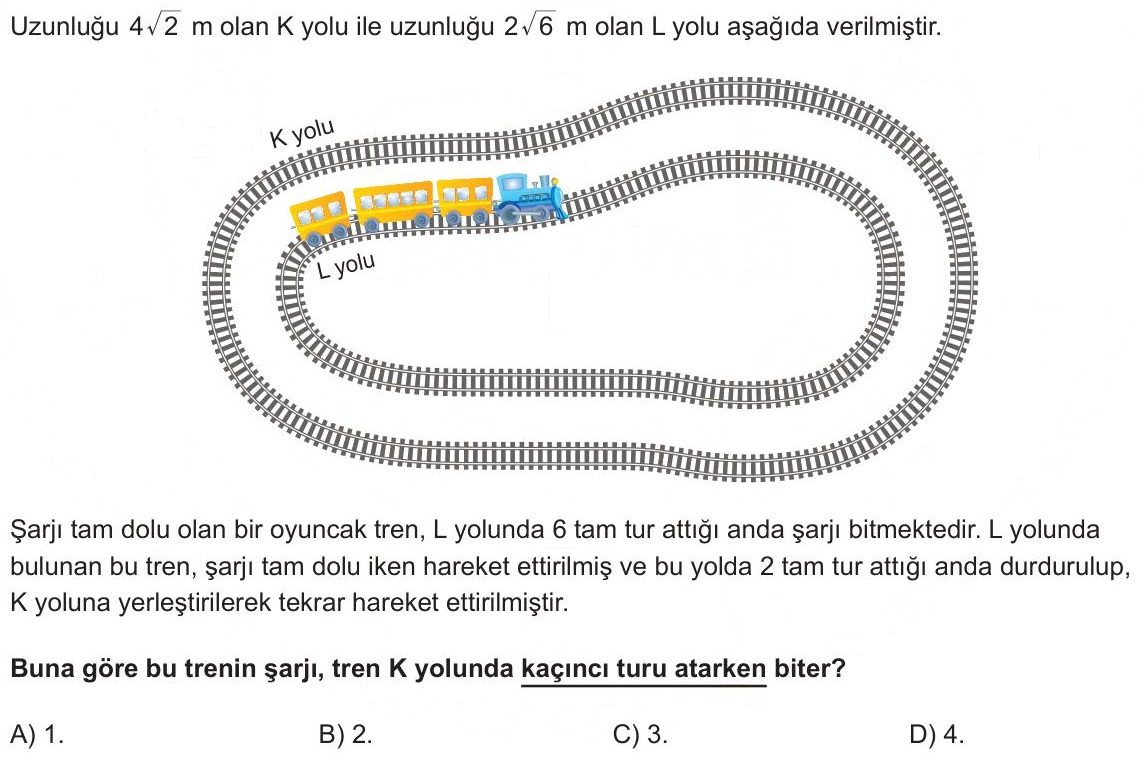 Uzunluğu 4√2 m olan K yolu ile uzunluğu 2√6 m olan L yolu aşağıda verilmiştir.
K yolu
L yolu
Şarjı tam dolu olan bir oyuncak tren, L yolunda 6 tam tur attığı anda şarjı bitmektedir. L yolunda
bulunan bu tren, şarjı tam dolu iken hareket ettirilmiş ve bu yolda 2 tam tur attığı anda durdurulup,
K yoluna yerleştirilerek tekrar hareket ettirilmiştir.
Buna göre bu trenin şarjı, tren K yolunda kaçıncı turu atarken biter?
A) 1. B) 2. C) 3. D) 4.